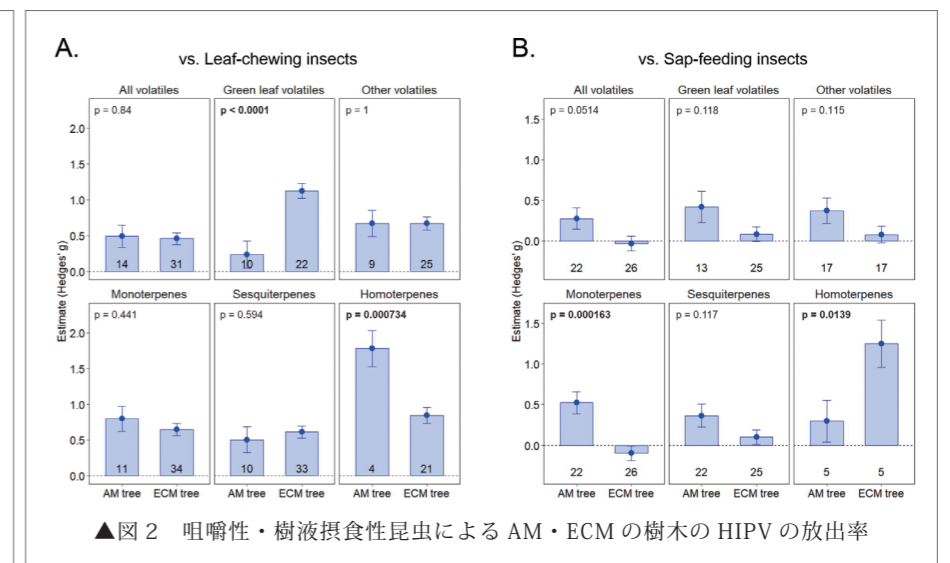 A.
vs. Leaf-chewing insects
All volatiles Green leaf volatiles Other volatiles
p = 0.84 p < 0.0001 p = 1
2.0
1.5
1.0
0.5
0.0
14 31 10 22 9 25
Monoterpenes Sesquiterpenes Homoterpenes
p = 0.441 p = 0.594 p = 0.000734
2.0
1.5
1.0
0.5
0.0
11 34 10 33 4 21
AM tree ECM tree AM tree ECM tree AM tree ECM tree
Estimate (Hedges' g)
B.
vs. Sap-feeding insects
All volatiles Green leaf volatiles Other volatiles
p = 0.0514 p = 0.118 p = 0.115
1.5
1.0
0.5
0.0
22 26 13 25 17 17
Monoterpenes Sesquiterpenes Homoterpenes
p = 0.000163 p = 0.117 p = 0.0139
1.5
1.0
0.5
0.0
22 26 22 25 5 5
AM tree ECM tree AM tree ECM tree AM tree ECM tree
Estimate (Hedges' g)
▲図 2 咀嚼性・樹液摂食性昆虫による AM・ECM の樹木の HIPV の放出率